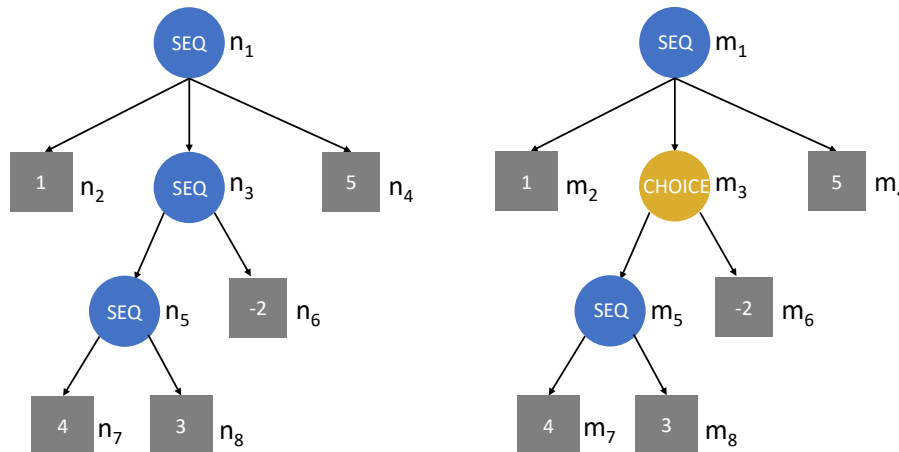 SEQ n1 SEQ m1
1 n2 SEQ n3 5 n4 1 m2 CHOICE m3 5
SEQ n5 -2 n6 SEQ m5 -2 m6
4 n7 3 n8 4 m7 3 m8